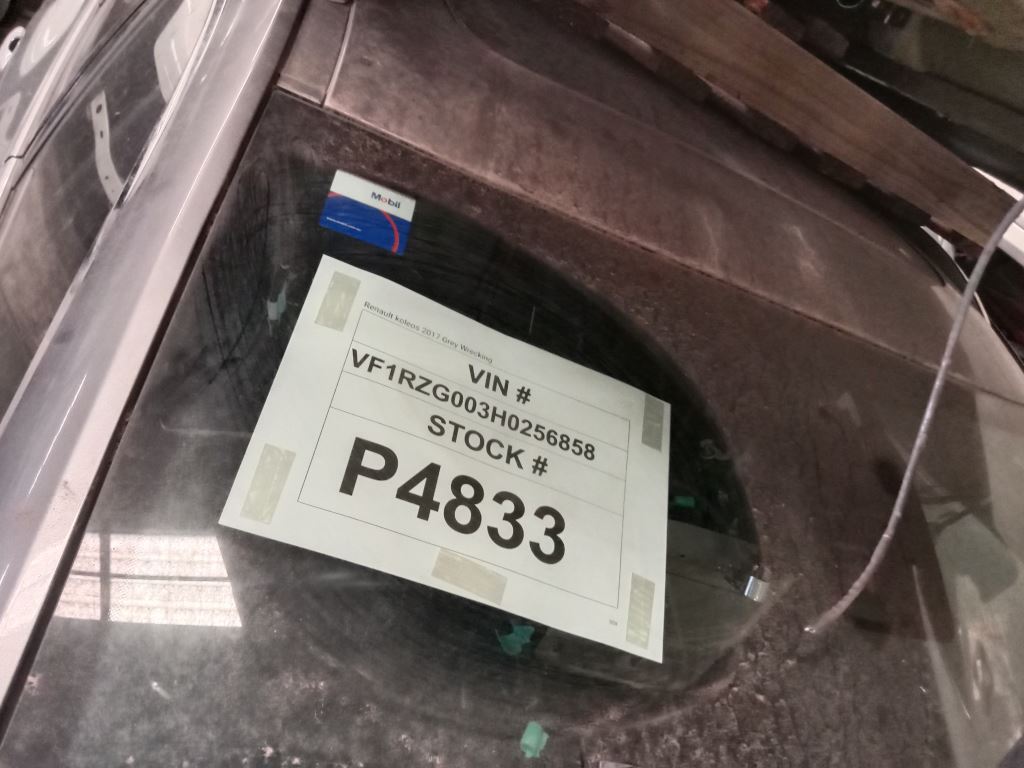 Mobil
Renault koleos 2017 Grey Wrecking
VIN #
VF1RZG003H0256858
STOCK #
P4833